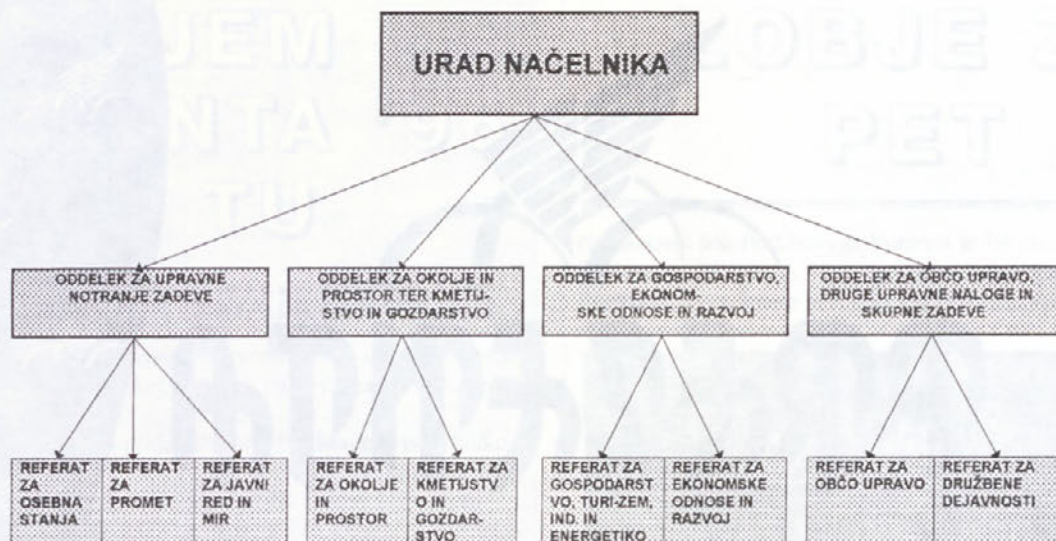 URAD NAČELNIKA
ODDELEK ZA UPRAVNE
NOTRANJE ZADEVE
ODDELEK ZA OKOLJE IN
PROSTOR TER KMETIJ-
STVO IN GOZDARSTVO
ODDELEK ZA GOSPODARSTVO,
EKONOM-
SKE ODNOSE IN RAZVOJ
ODDELEK ZA OBČO UPRAVO,
DRUGE UPRAVNE NALOGE IN
SKUPNE ZADEVE
REFERAT
ZA
OSEBNA
STANJA
REFERAT
ZA
PROMET
REFERAT
ZA JAVNI
RED IN
MIR
REFERAT
ZA OKOLJE
IN
PROSTOR
REFERAT ZA
KMETIJSTV
O IN
GOZDAR-
STVO
REFERAT ZA
GOSPODARST
VO, TURI-ZEM,
IND. IN
ENERGETIKO
REFERAT ZA
EKONOMSKE
ODNOSE IN
RAZVOJ
REFERAT ZA
OBČO UPRAVO
REFERAT ZA
DRUŽBENE
DEJAVNOSTI